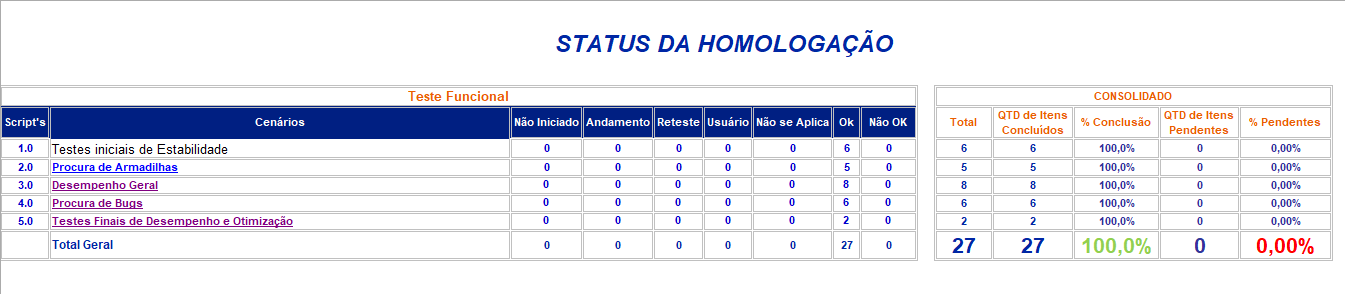 STATUS DA HOMOLOGAÇÃO
Teste Funcional
CONSOLIDADO
Script's Cenários Não Iniciado Andamento Reteste Usuário Não se Aplica Ok Não OK
Total QTD de Itens Concluídos % Conclusão QTD de Itens Pendentes % Pendentes
1.0 Testes iniciais de Estabilidade 0 0 0 0 0 6 0 6 6 100,0% 0 0,00%
2.0 Procura de Armadilhas 0 0 0 0 0 5 0 5 5 100,0% 0 0,00%
3.0 Desempenho Geral 0 0 0 0 0 8 0 8 8 100,0% 0 0,00%
4.0 Procura de Bugs 0 0 0 0 0 6 0 6 6 100,0% 0 0,00%
5.0 Testes Finais de Desempenho e Otimização 0 0 0 0 0 2 0 2 2 100,0% 0 0,00%
Total Geral 0 0 0 0 0 27 0 27 27 100,0% 0 0,00%